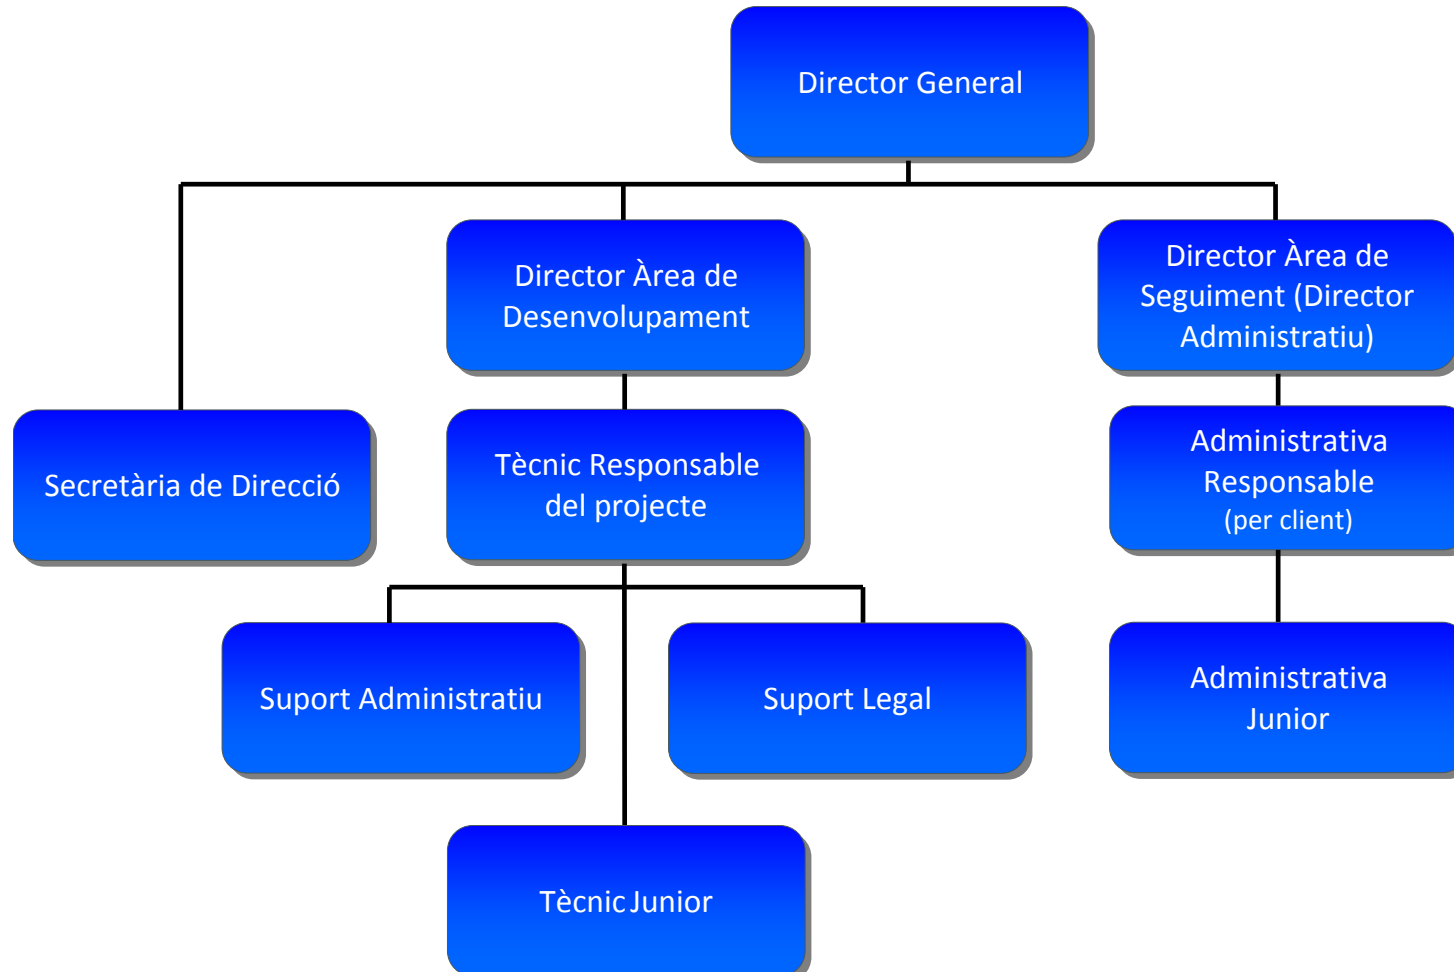 Director General
Director Àrea de
Desenvolupament
Director Àrea de
Seguiment (Director
Administratiu)
Secretària de Direcció
Tècnic Responsable
del projecte
Administrativa
Responsable
(per client)
Suport Administratiu
Suport Legal
Administrativa
Junior
Tècnic Junior